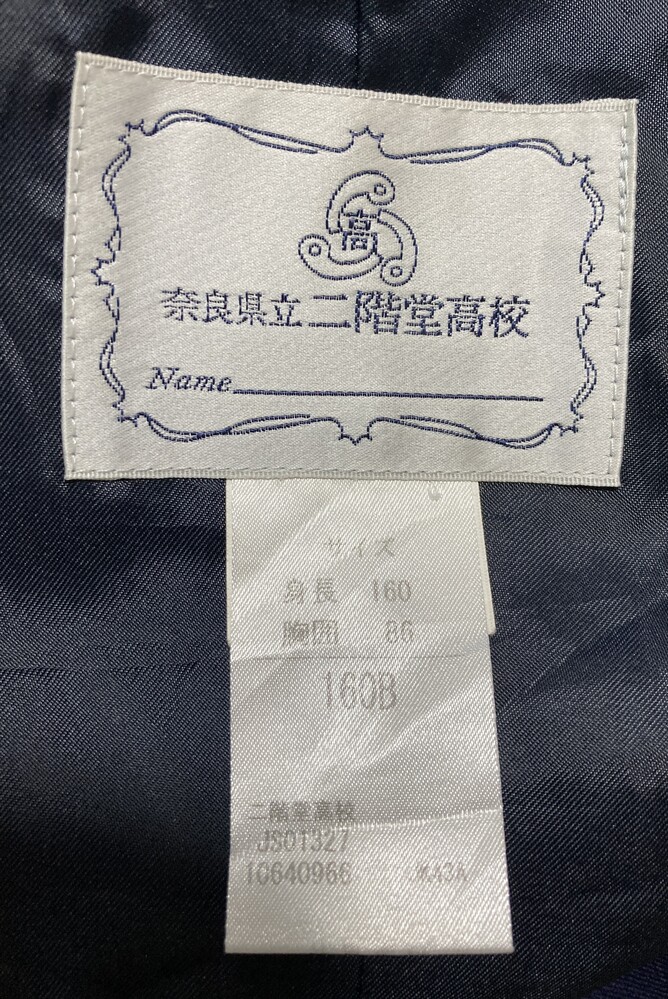 高
奈良県立二階堂高校
Name
サイズ
身長 160
胸囲 86
160B
二階堂高校
JS01327
10640966